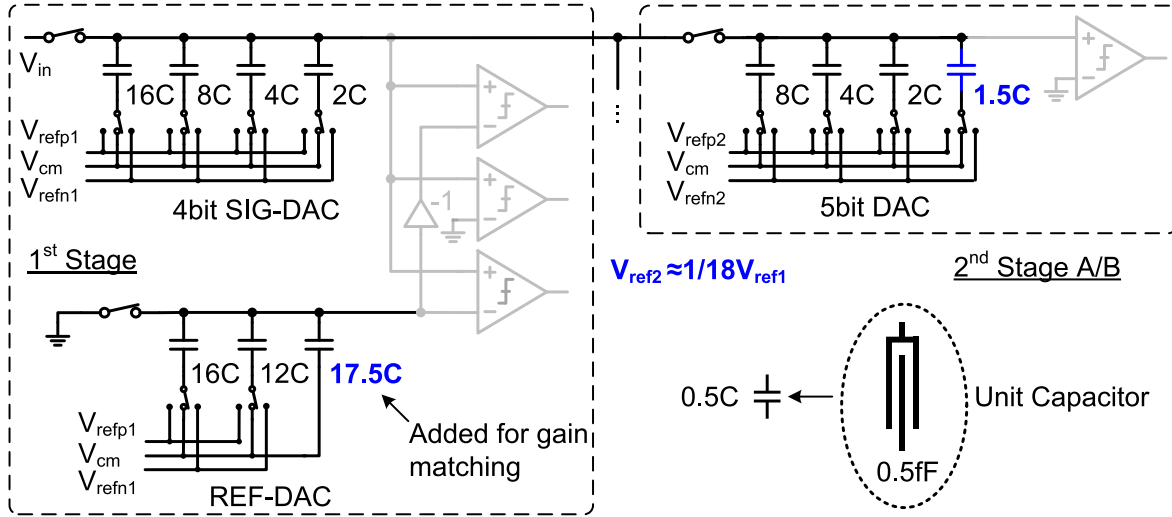 V_in
16C 8C 4C 2C
V_refp1
V_cm
V_refn1
4bit SIG-DAC
+
−
+
−
+
−
-1
1st Stage
16C 12C 17.5C
V_refp1
V_cm
V_refn1
Added for gain
matching
REF-DAC
⋮
8C 4C 2C 1.5C
V_refp2
V_cm
V_refn2
5bit DAC
+
−
V_ref2 ≈1/18V_ref1
2nd Stage A/B
0.5C
Unit Capacitor
0.5fF